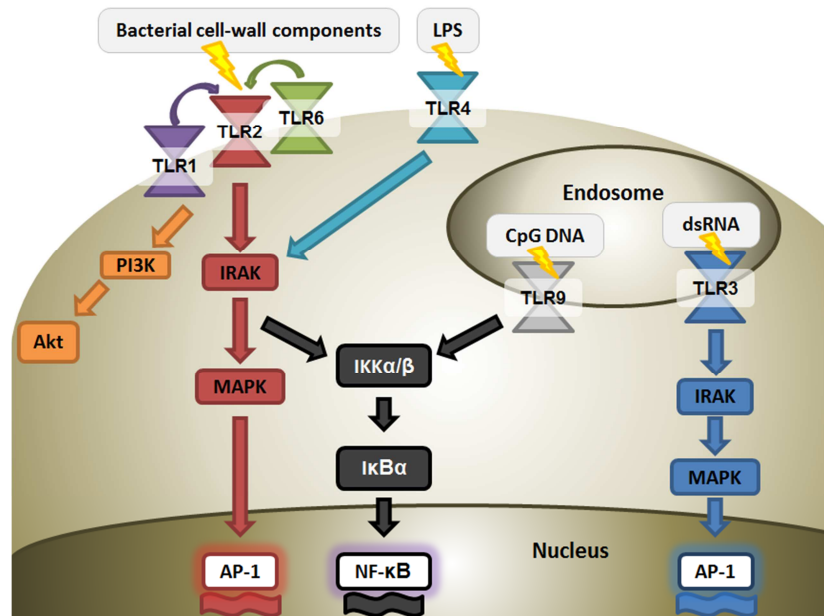 Bacterial cell-wall components
LPS
TLR1
TLR2
TLR6
TLR4
Endosome
CpG DNA
dsRNA
TLR9
TLR3
PI3K
IRAK
Akt
MAPK
IKKα/β
IRAK
IκBα
MAPK
Nucleus
AP-1
NF-κB
AP-1